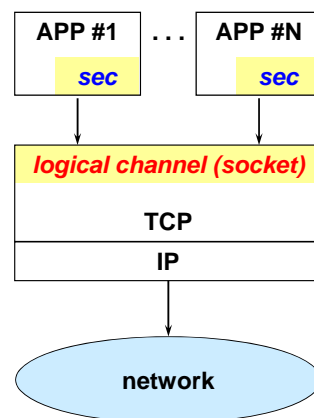 APP #1 . . . APP #N
sec sec
logical channel (socket)
TCP
IP
network